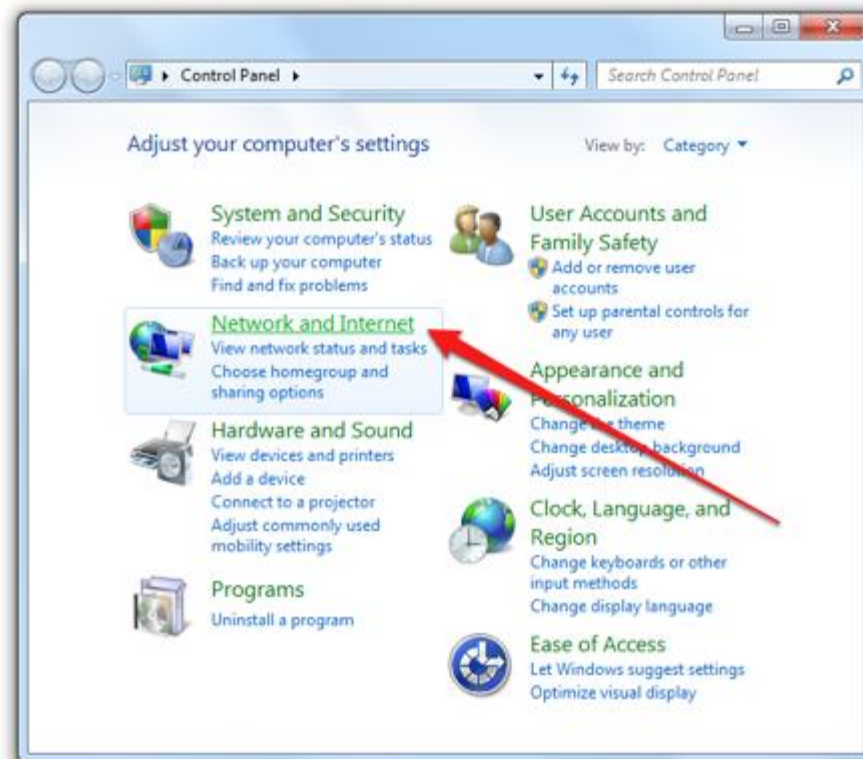 Control Panel
Search Control Panel
Adjust your computer's settings
View by: Category
System and Security
Review your computer's status
Back up your computer
Find and fix problems
Network and Internet
View network status and tasks
Choose homegroup and
sharing options
Hardware and Sound
View devices and printers
Add a device
Connect to a projector
Adjust commonly used
mobility settings
Programs
Uninstall a program
User Accounts and
Family Safety
Add or remove user
accounts
Set up parental controls for
any user
Appearance and
Personalization
Change the theme
Change desktop background
Adjust screen resolution
Clock, Language, and
Region
Change keyboards or other
input methods
Change display language
Ease of Access
Let Windows suggest settings
Optimize visual display